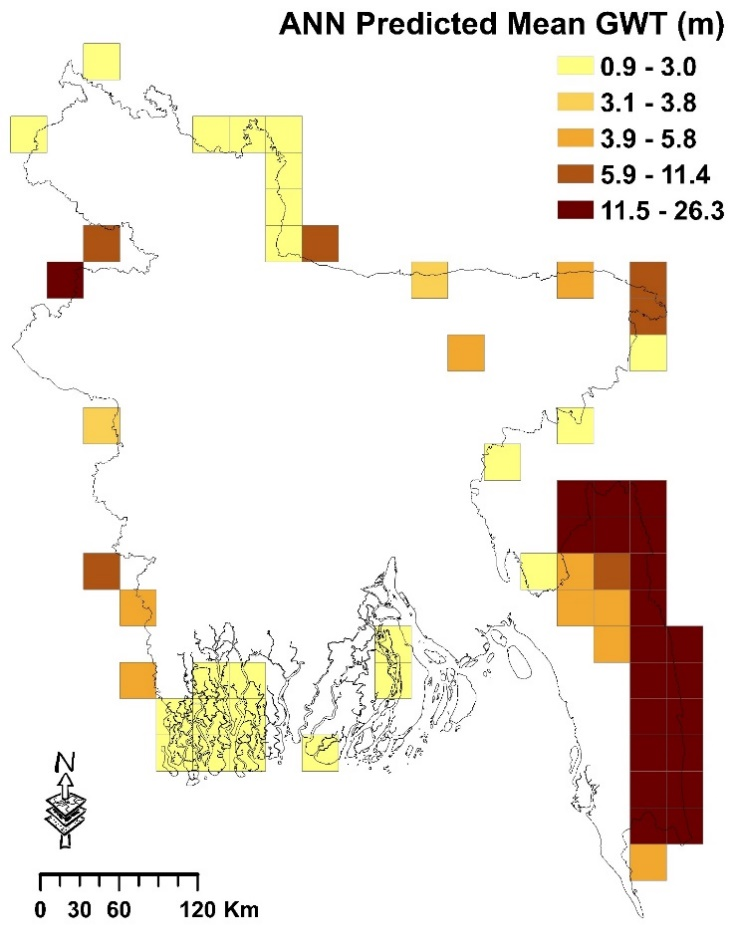 ANN Predicted Mean GWT (m)
0.9 - 3.0
3.1 - 3.8
3.9 - 5.8
5.9 - 11.4
11.5 - 26.3
N
0 30 60 120 Km